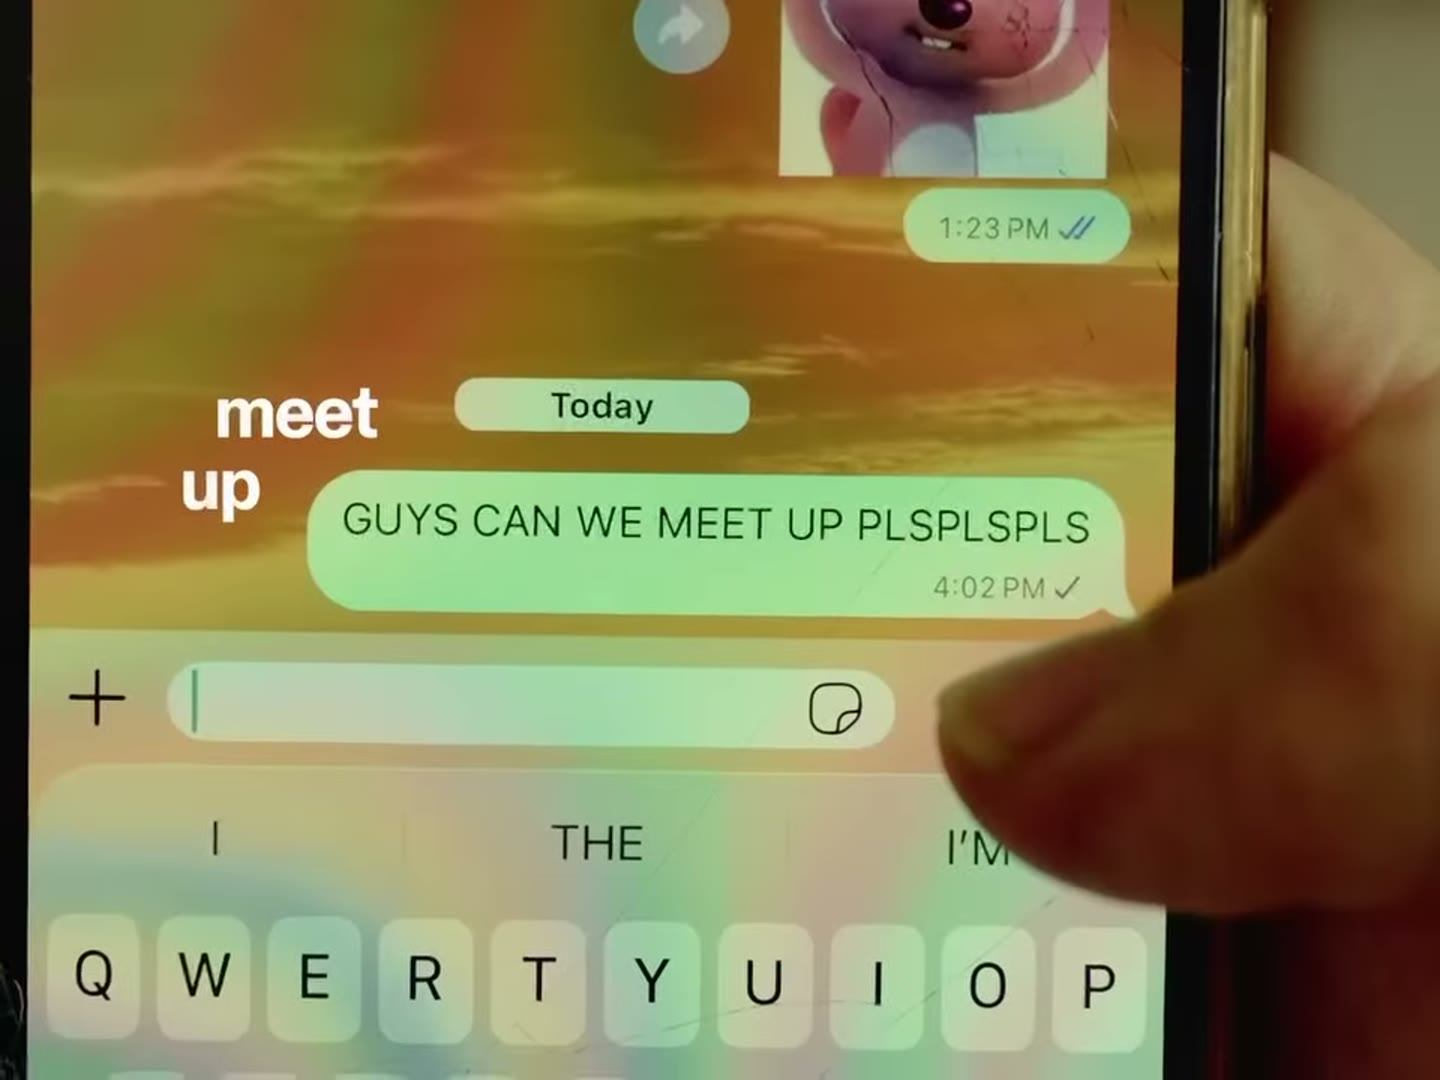 1:23 PM
Today
meet
up
GUYS CAN WE MEET UP PLSPLSPLS
4:02 PM
I THE I'M
Q W E R T Y U I O P